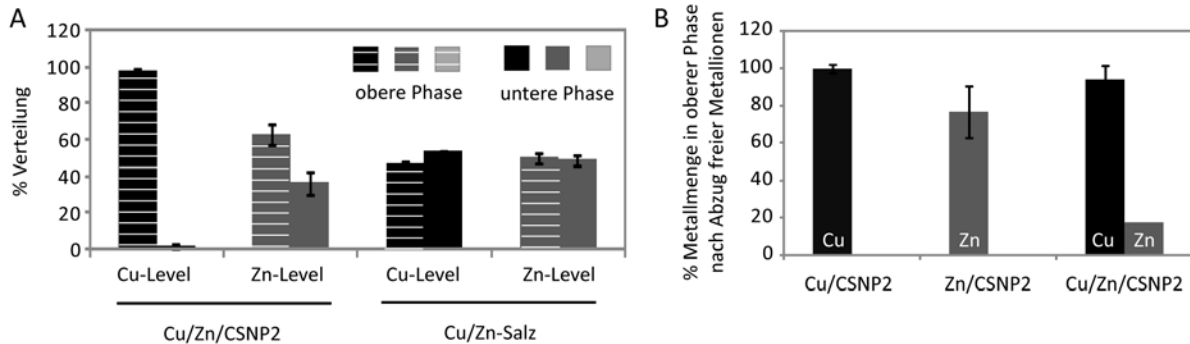 A
% Verteilung
120
100
80
60
40
20
0
obere Phase
untere Phase
Cu-Level
Zn-Level
Cu-Level
Zn-Level
Cu/Zn/CSNP2
Cu/Zn-Salz
B
% Metallmenge in oberer Phase
nach Abzug freier Metallionen
120
100
80
60
40
20
0
Cu
Zn
Cu
Zn
Cu/CSNP2
Zn/CSNP2
Cu/Zn/CSNP2